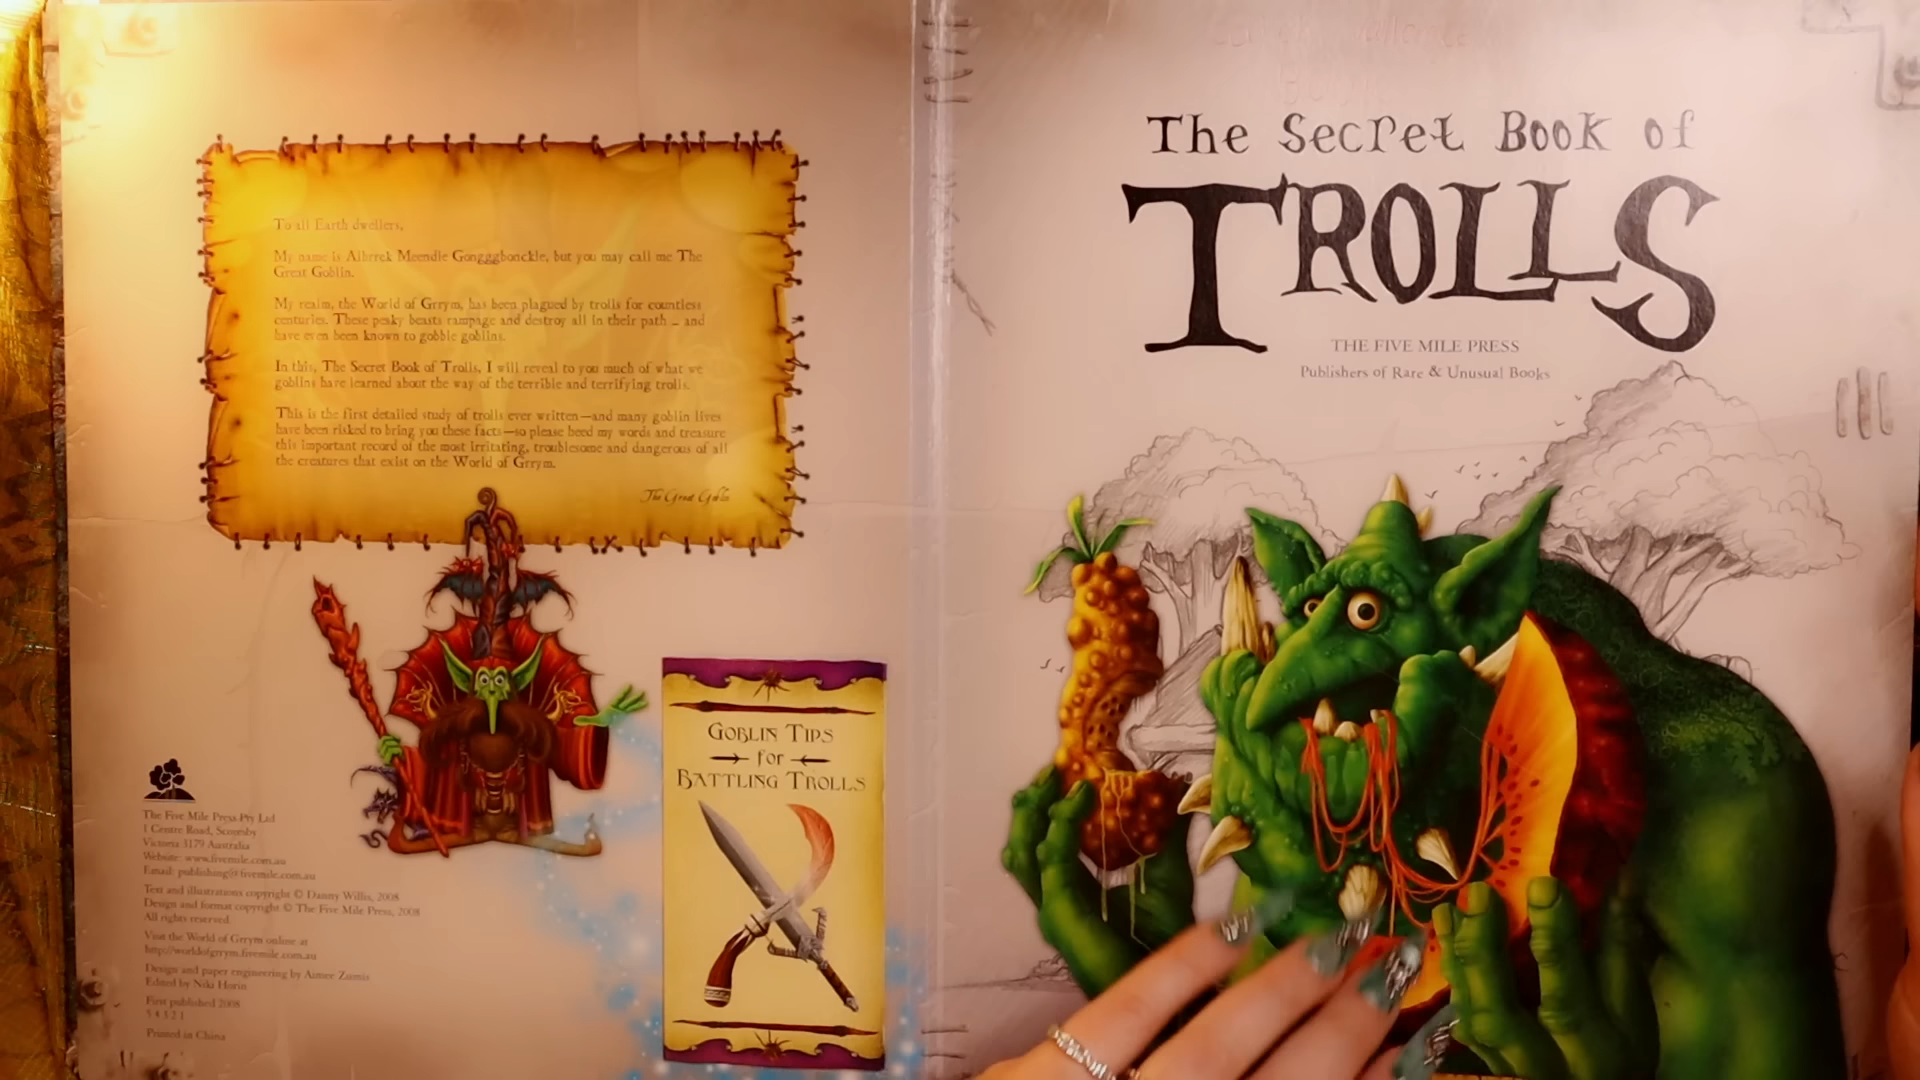 To all Earth dwellers,
My name is Albrrck Meendle Gongggbonckle, but you may call me The
Great Goblin.
My realm, the World of Grrym, has been plagued by trolls for countless
centuries. These pesky beasts rampage and destroy all in their path – and
have even been known to gobble goblins.
In this, The Secret Book of Trolls, I will reveal to you much of what we
goblins have learned about the way of the terrible and terrifying trolls.
This is the first detailed study of trolls ever written—and many goblin lives
have been risked to bring you these facts—so please heed my words and treasure
this important record of the most irritating, troublesome and dangerous of all
the creatures that exist on the World of Grrym.
The Great Goblin
GOBLIN TIPS
for
BATTLING TROLLS
The Five Mile Press Pty Ltd
1 Centre Road, Scoresby
Victoria 3179 Australia
Website: www.fivemile.com.au
Email: publishing@fivemile.com.au
Text and illustrations copyright © Danny Willis, 2008
Design and format copyright © The Five Mile Press, 2008
All rights reserved.
Visit the World of Grrym online at
http://worldofgrrym.fivemile.com.au
Design and paper engineering by Aimee Zumis
Edited by Niki Horin
First published 2008
5 4 3 2 1
Printed in China
The Secret Book of
TROLLS
THE FIVE MILE PRESS
Publishers of Rare & Unusual Books